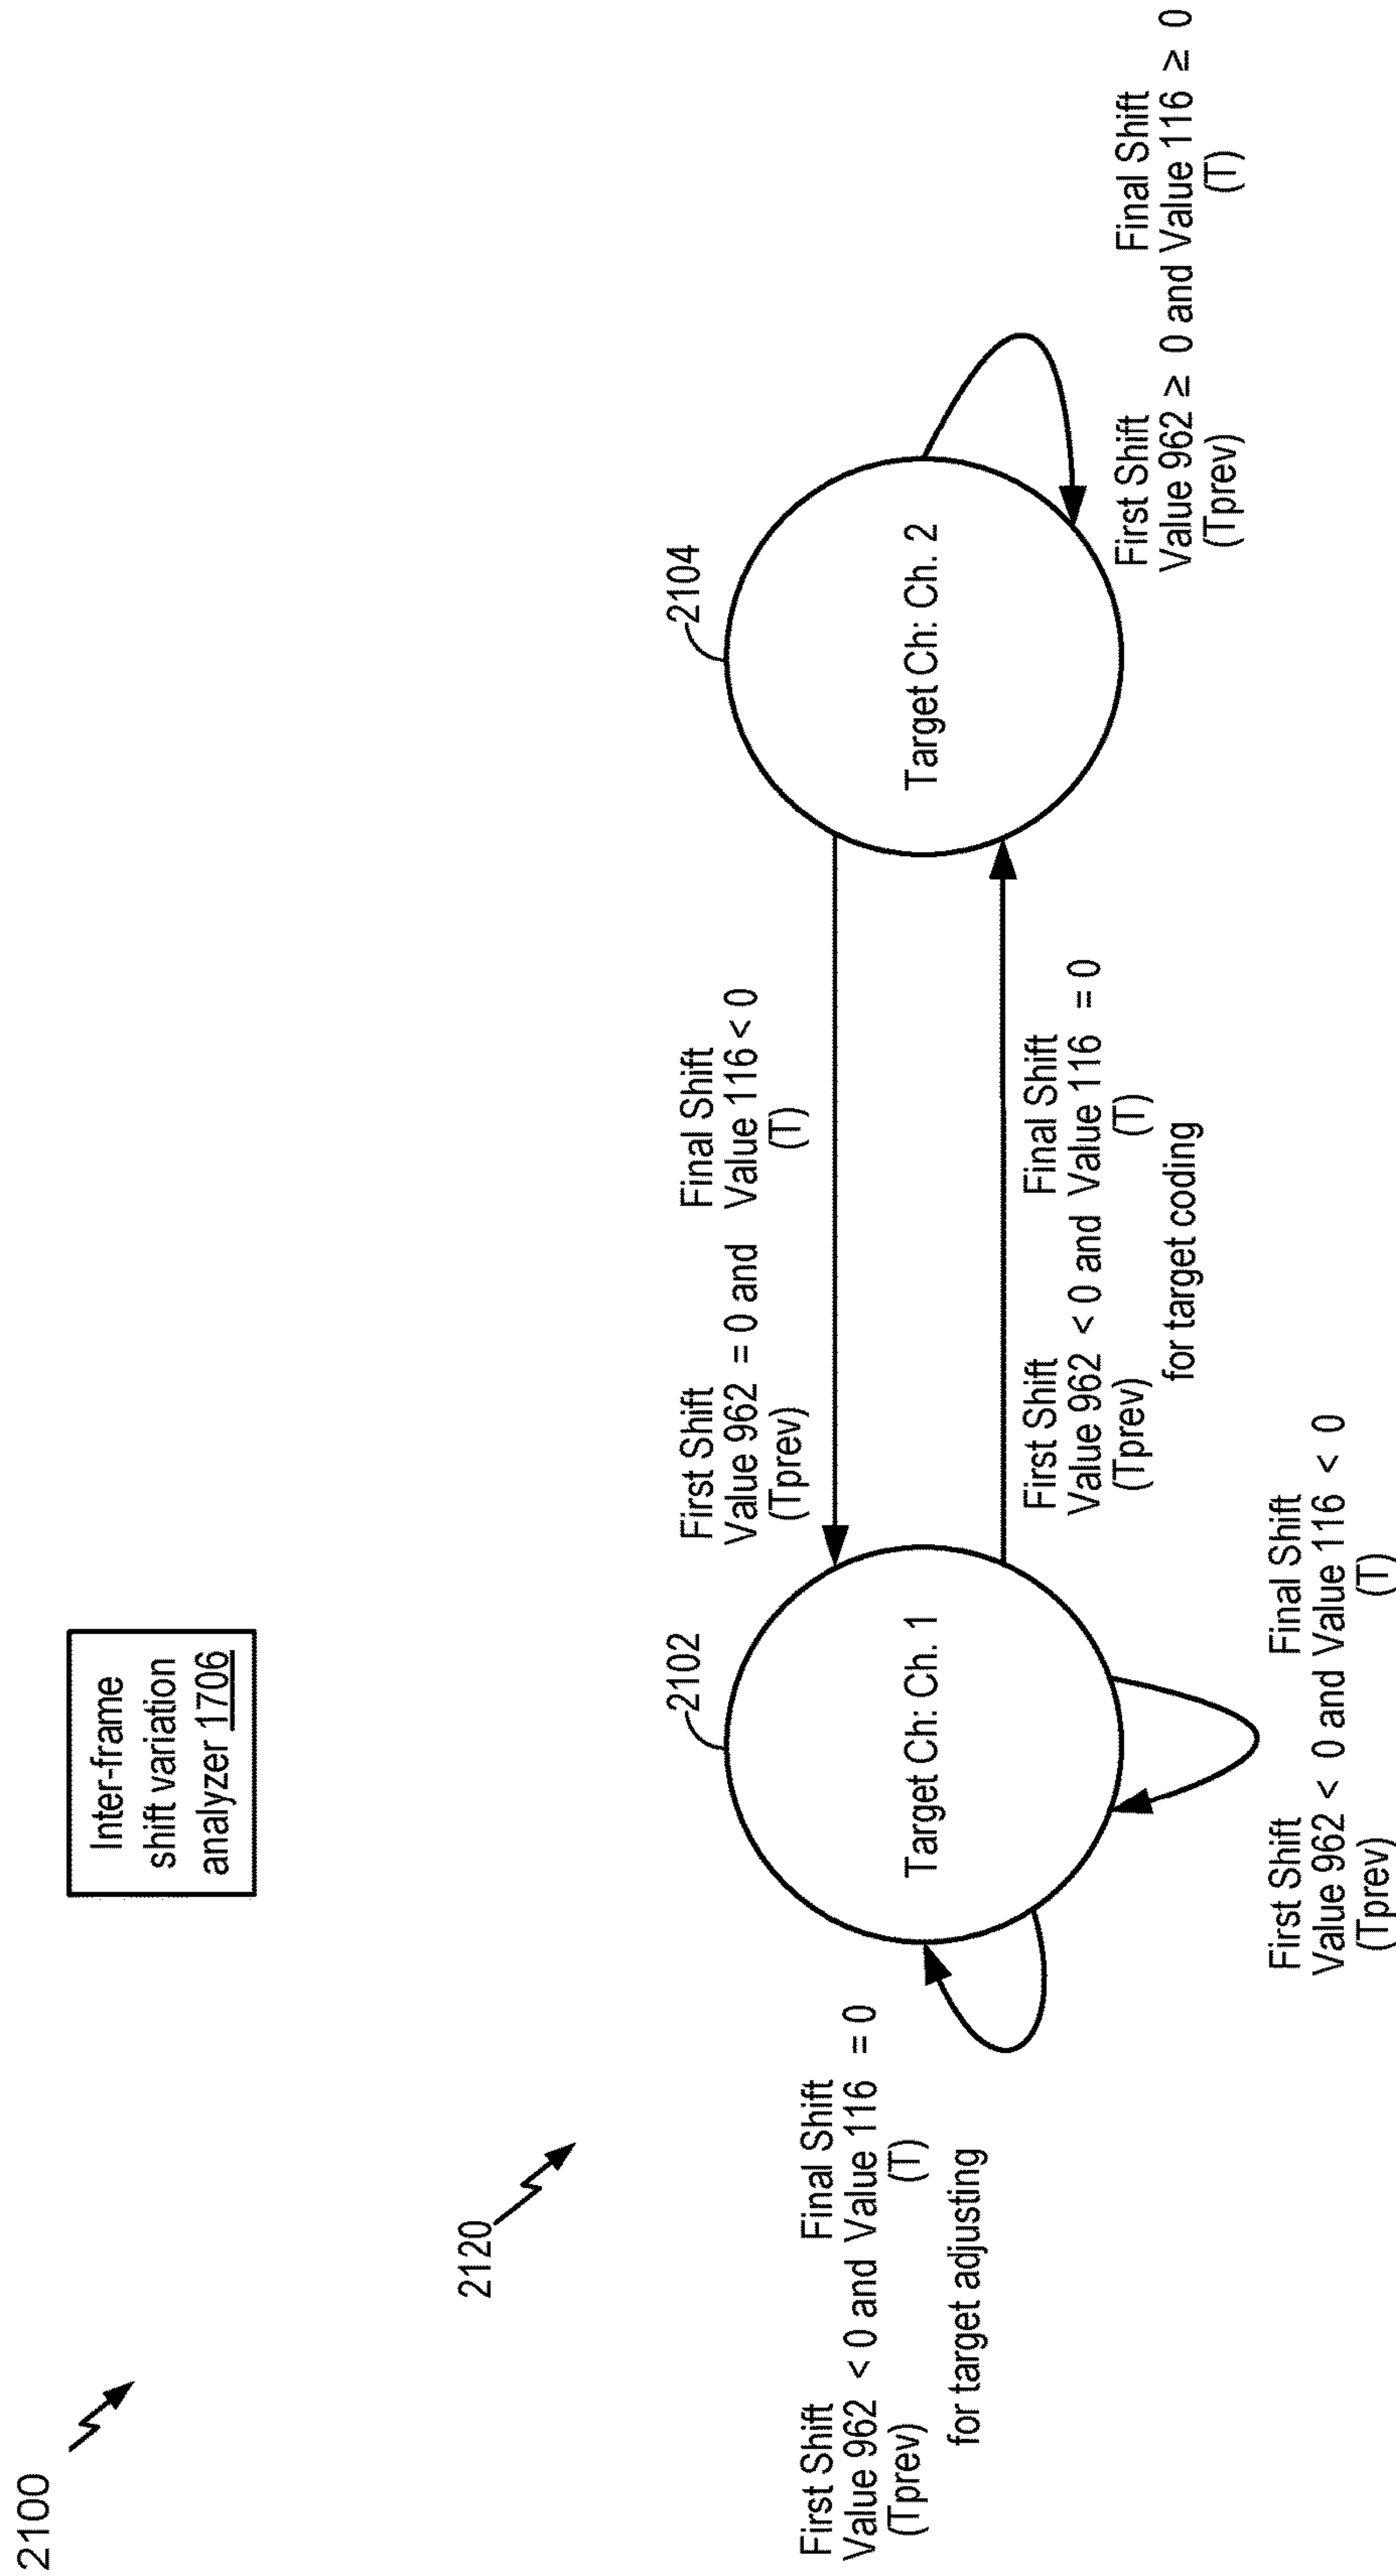 2100
Inter-frame
shift variation
analyzer 1706
2120
2102
Target Ch: Ch. 1
2104
Target Ch: Ch. 2
First Shift Final Shift
Value 962 = 0 and Value 116 < 0
(Tprev) (T)
First Shift Final Shift
Value 962 < 0 and Value 116 = 0
(Tprev) (T)
for target coding
First Shift Final Shift
Value 962 < 0 and Value 116 = 0
(Tprev) (T)
for target adjusting
First Shift Final Shift
Value 962 < 0 and Value 116 < 0
(Tprev) (T)
First Shift Final Shift
Value 962 ≥ 0 and Value 116 ≥ 0
(Tprev) (T)